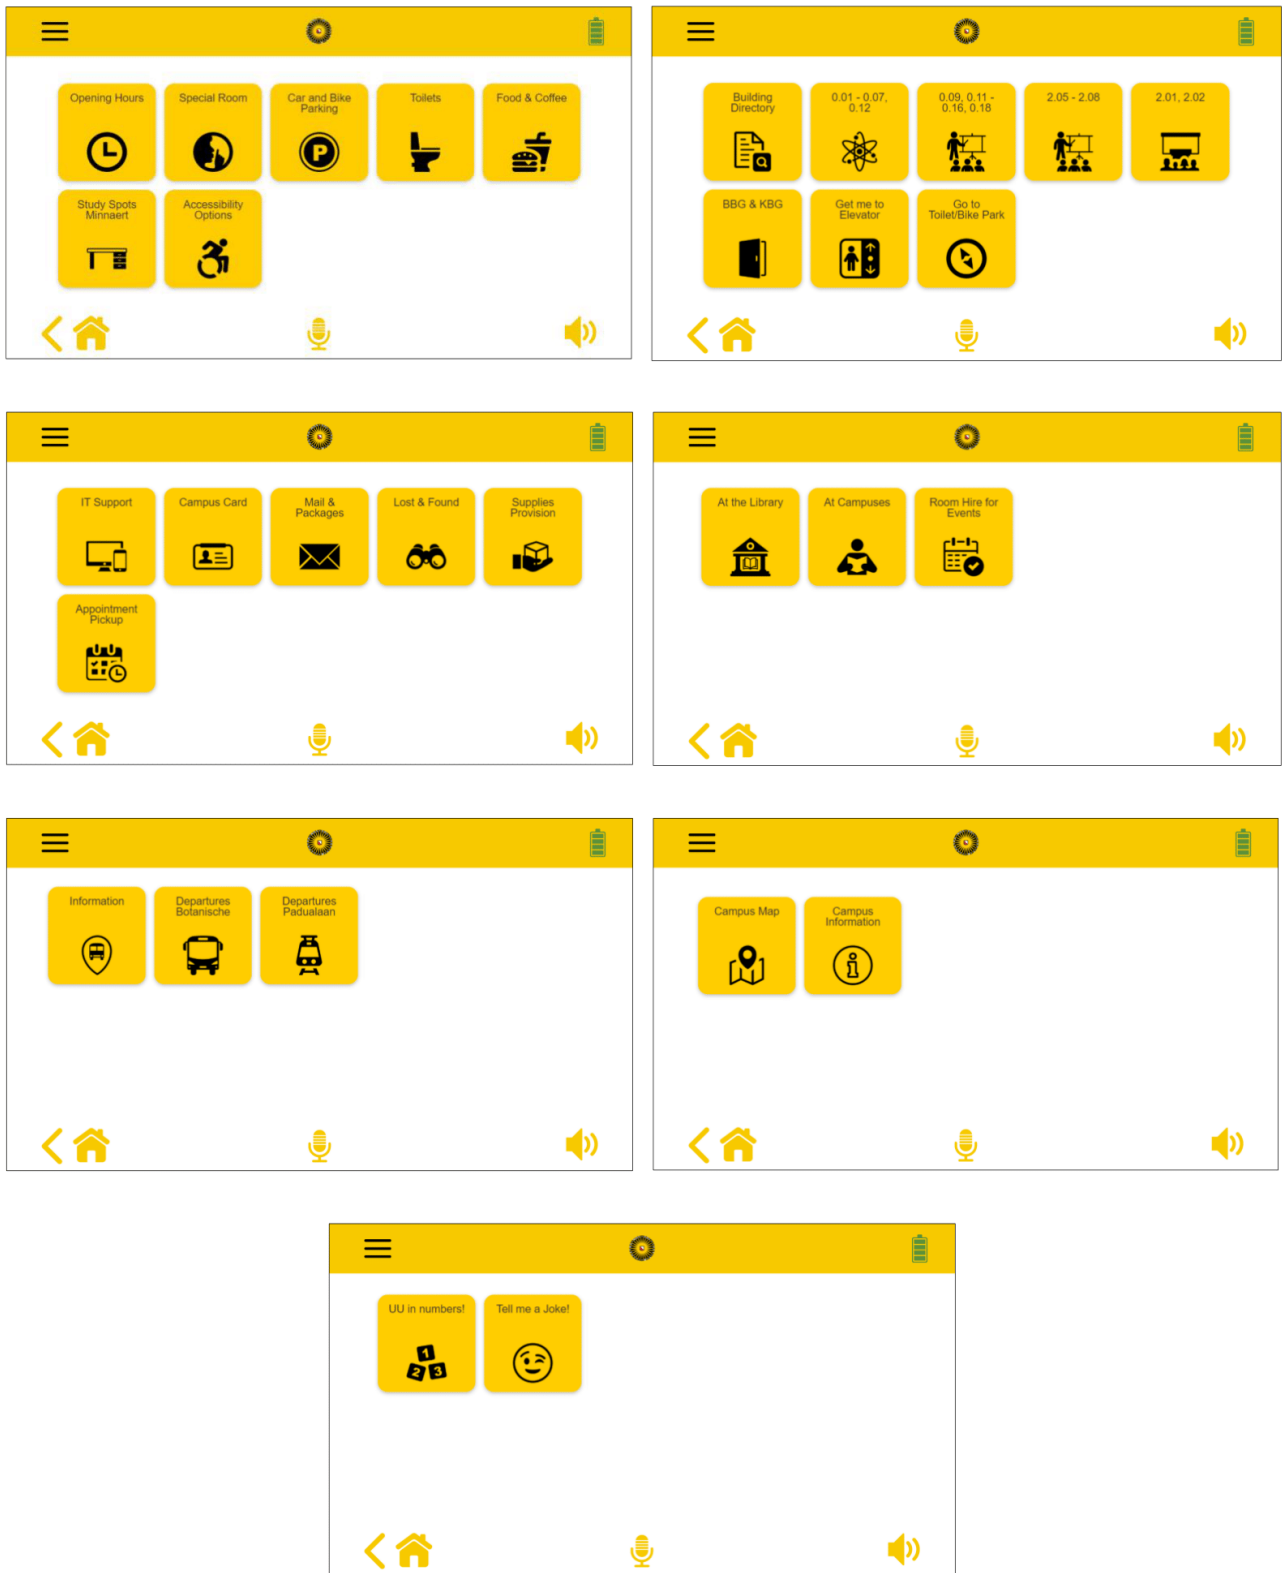 Opening Hours
Special Room
Car and Bike
Parking
Toilets
Food & Coffee
P
Study Spots
Minnaert
Accessibility
Options
Building
Directory
0.01 - 0.07,
0.12
0.09, 0.11 -
0.16, 0.18
2.05 - 2.08
2.01, 2.02
BBG & KBG
Get me to
Elevator
Go to
Toilet/Bike Park
IT Support
Campus Card
Mail &
Packages
Lost & Found
Supplies
Provision
Appointment
Pickup
At the Library
At Campuses
Room Hire for
Events
Information
Departures
Botanische
Departures
Padualaan
Campus Map
Campus
Information
i
UU in numbers!
Tell me a Joke!
1
2 3